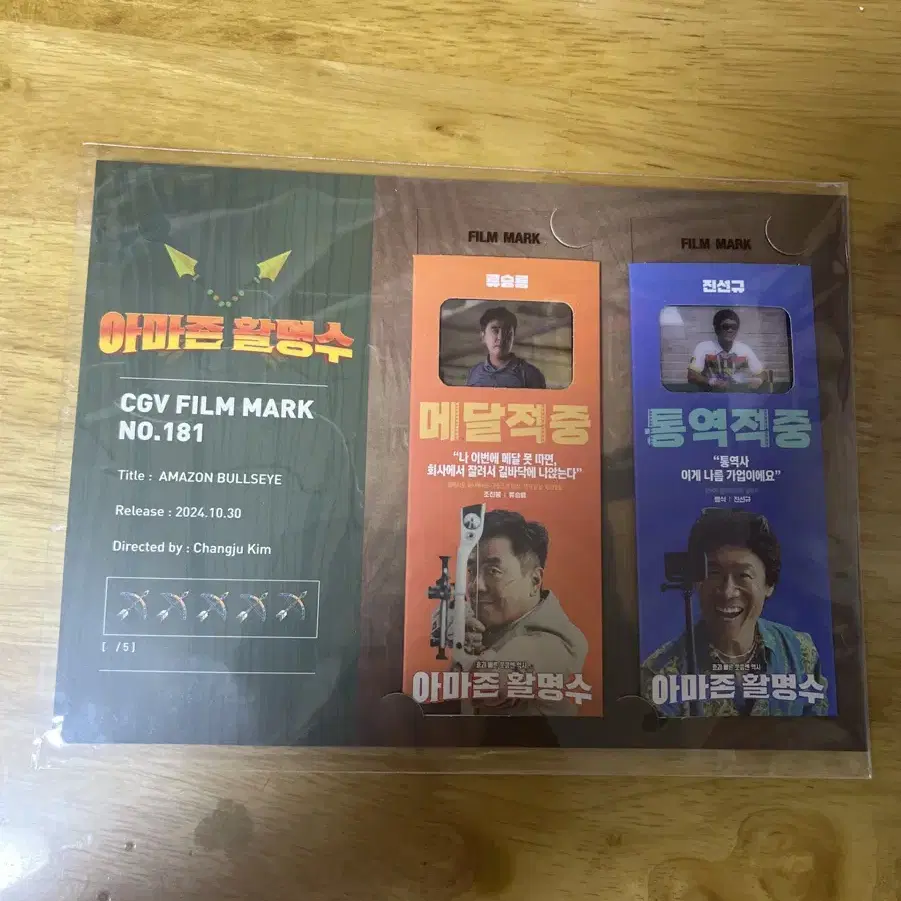 아마존 활명수
CGV FILM MARK
NO.181
Title : AMAZON BULLSEYE
Release : 2024.10.30
Directed by : Changju Kim
[ /5]
FILM MARK
류승룡
메달적중
“나 이번에 메달 못 따면,
회사에서 잘려서 길바닥에 나앉는다”
조진봉 | 류승룡
아마존 활명수
FILM MARK
진선규
통역적중
“통역사
이게 나름 가업이에요”
빵식 | 진선규
아마존 활명수